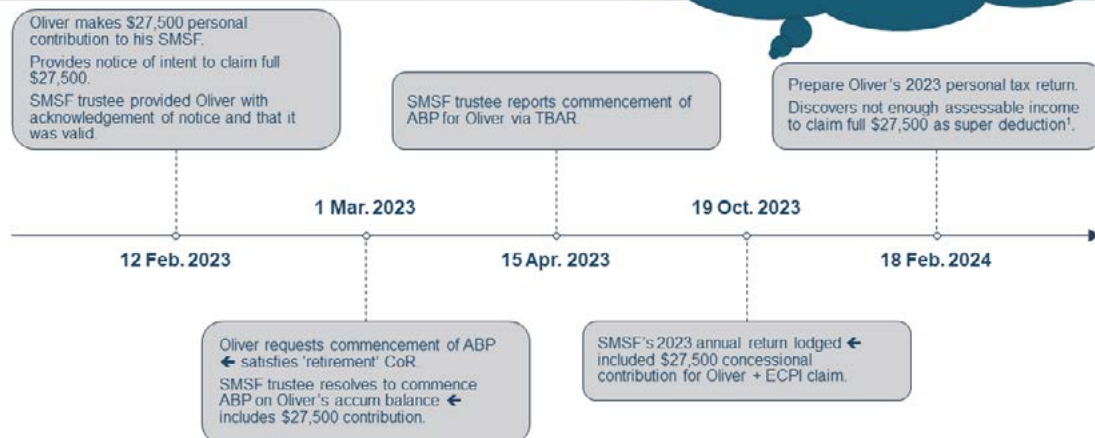 Oliver makes $27,500 personal
contribution to his SMSF.
Provides notice of intent to claim full
$27,500.
SMSF trustee provided Oliver with
acknowledgement of notice and that it
was valid.
SMSF trustee reports commencement of
ABP for Oliver via TBAR.
Prepare Oliver's 2023 personal tax return.
Discovers not enough assessable income
to claim full $27,500 as super deduction¹.
1 Mar. 2023
19 Oct. 2023
12 Feb. 2023
15 Apr. 2023
18 Feb. 2024
Oliver requests commencement of ABP
← satisfies 'retirement' CoR.
SMSF trustee resolves to commence
ABP on Oliver's accum balance ←
includes $27,500 contribution.
SMSF's 2023 annual return lodged ←
included $27,500 concessional
contribution for Oliver + ECPI claim.